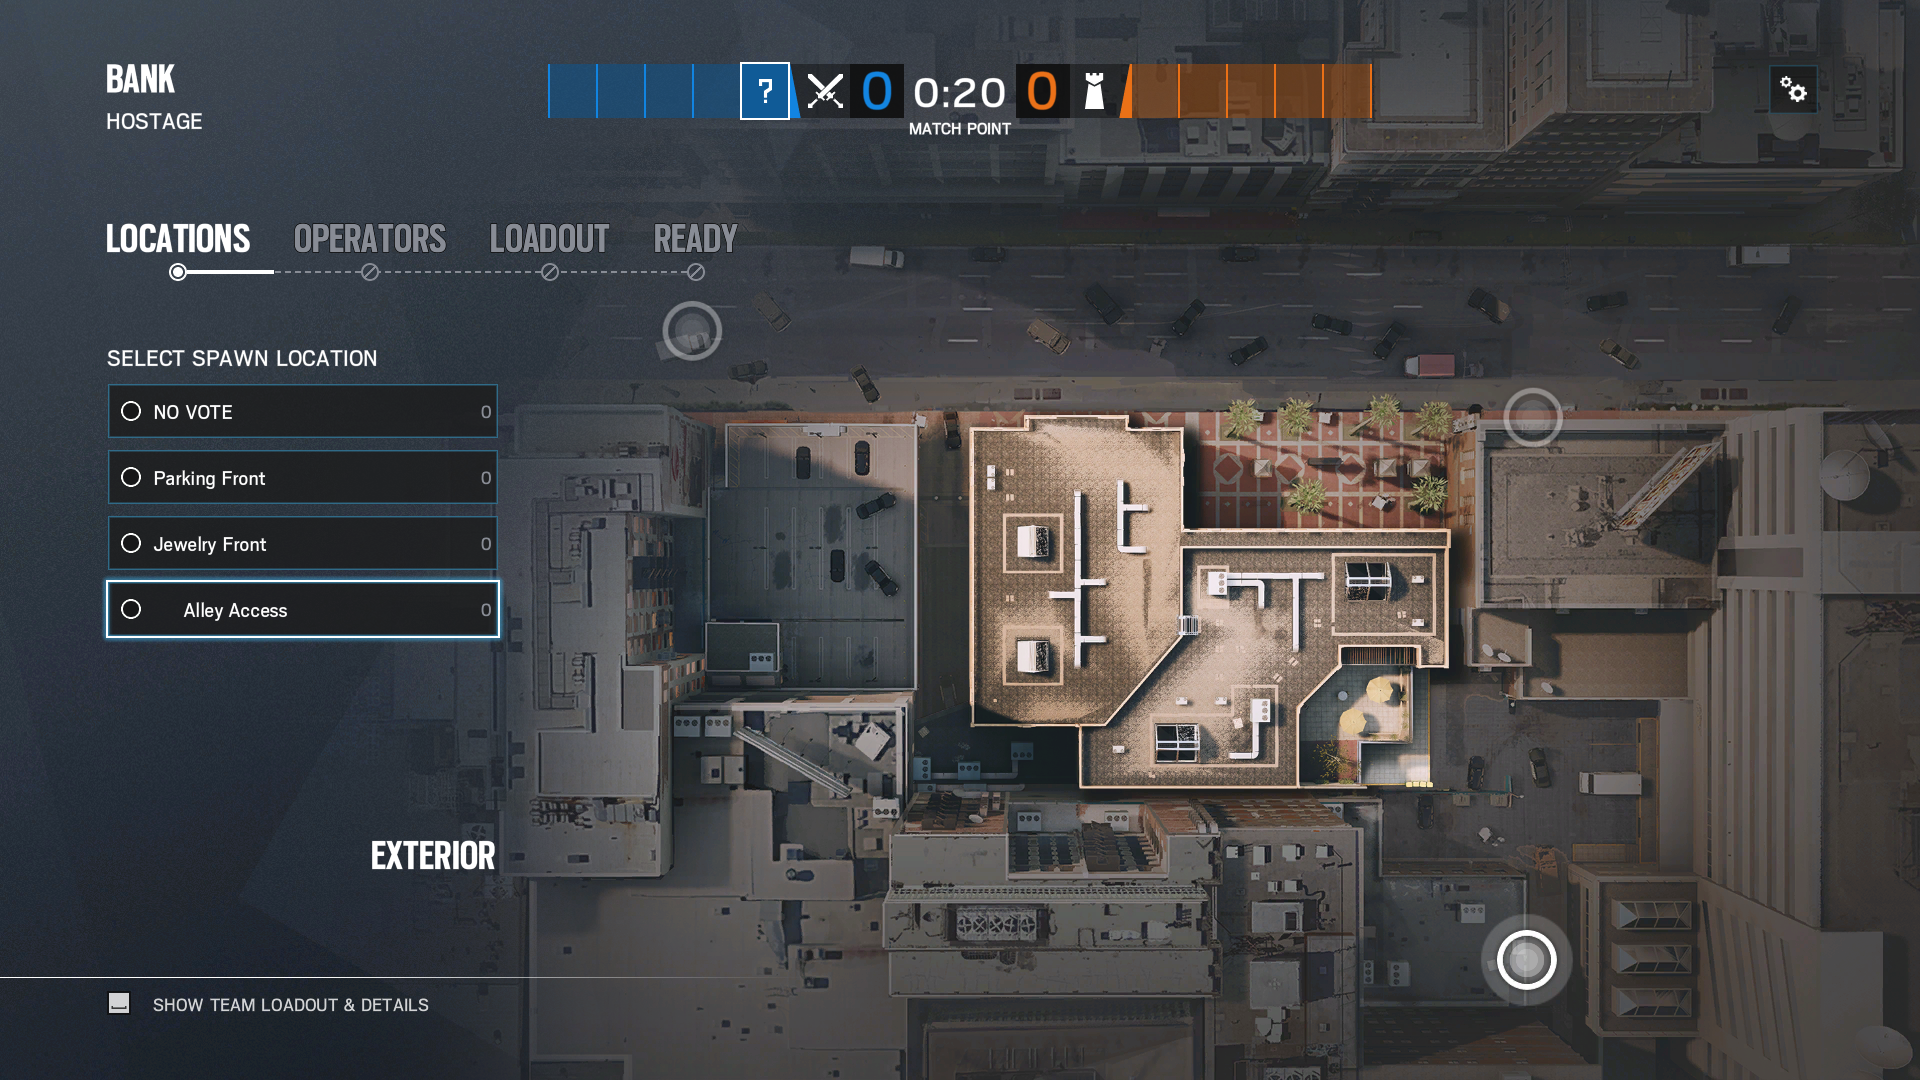 BANK
HOSTAGE
?
0
0:20
0
MATCH POINT
LOCATIONS
OPERATORS
LOADOUT
READY
SELECT SPAWN LOCATION
NO VOTE 0
Parking Front 0
Jewelry Front 0
Alley Access 0
EXTERIOR
SHOW TEAM LOADOUT & DETAILS